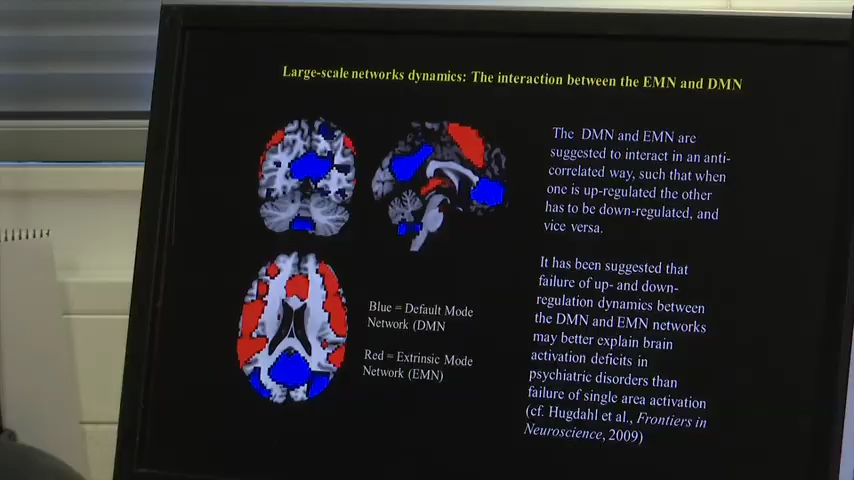 Large-scale networks dynamics: The interaction between the EMN and DMN
The DMN and EMN are
suggested to interact in an anti-
correlated way, such that when
one is up-regulated the other
has to be down-regulated, and
vice versa.
It has been suggested that
failure of up- and down-
regulation dynamics between
the DMN and EMN networks
may better explain brain
activation deficits in
psychiatric disorders than
failure of single area activation
(cf. Hugdahl et al., Frontiers in
Neuroscience, 2009)
Blue = Default Mode
Network (DMN
Red = Extrinsic Mode
Network (EMN)